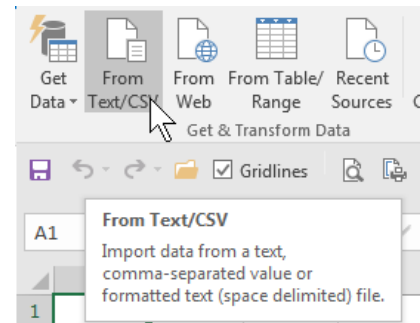 Get From From From Table/ Recent
Data Text/CSV Web Range Sources
Get & Transform Data
Gridlines
A1
From Text/CSV
Import data from a text,
comma-separated value or
formatted text (space delimited) file.
1